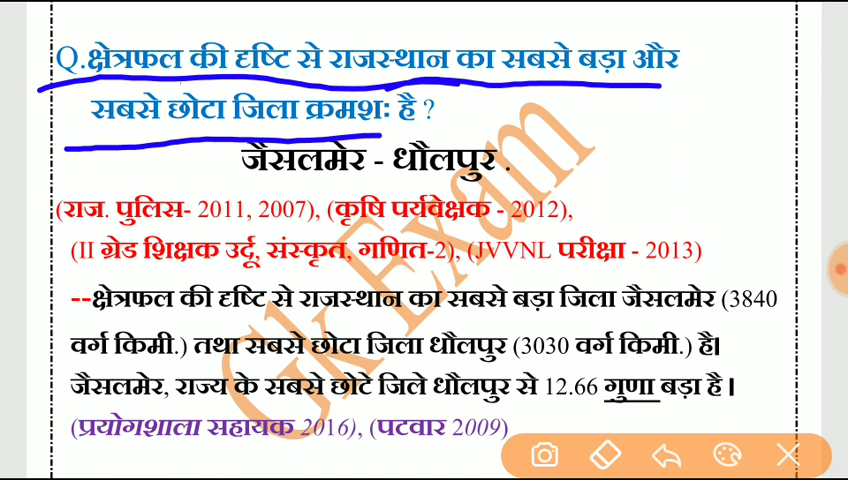 Q.क्षेत्रफल की दृष्टि से राजस्थान का सबसे बड़ा और
सबसे छोटा जिला क्रमशः है ?
जैसलमेर - धौलपुर .
(राज. पुलिस- 2011, 2007), (कृषि पर्यवेक्षक - 2012),
(II ग्रेड शिक्षक उर्दू, संस्कृत, गणित-2), (JVVNL परीक्षा - 2013)
--क्षेत्रफल की दृष्टि से राजस्थान का सबसे बड़ा जिला जैसलमेर (3840
वर्ग किमी.) तथा सबसे छोटा जिला धौलपुर (3030 वर्ग किमी.) है।
जैसलमेर, राज्य के सबसे छोटे जिले धौलपुर से 12.66 गुणा बड़ा है ।
(प्रयोगशाला सहायक 2016), (पटवार 2009)
Gk Exam